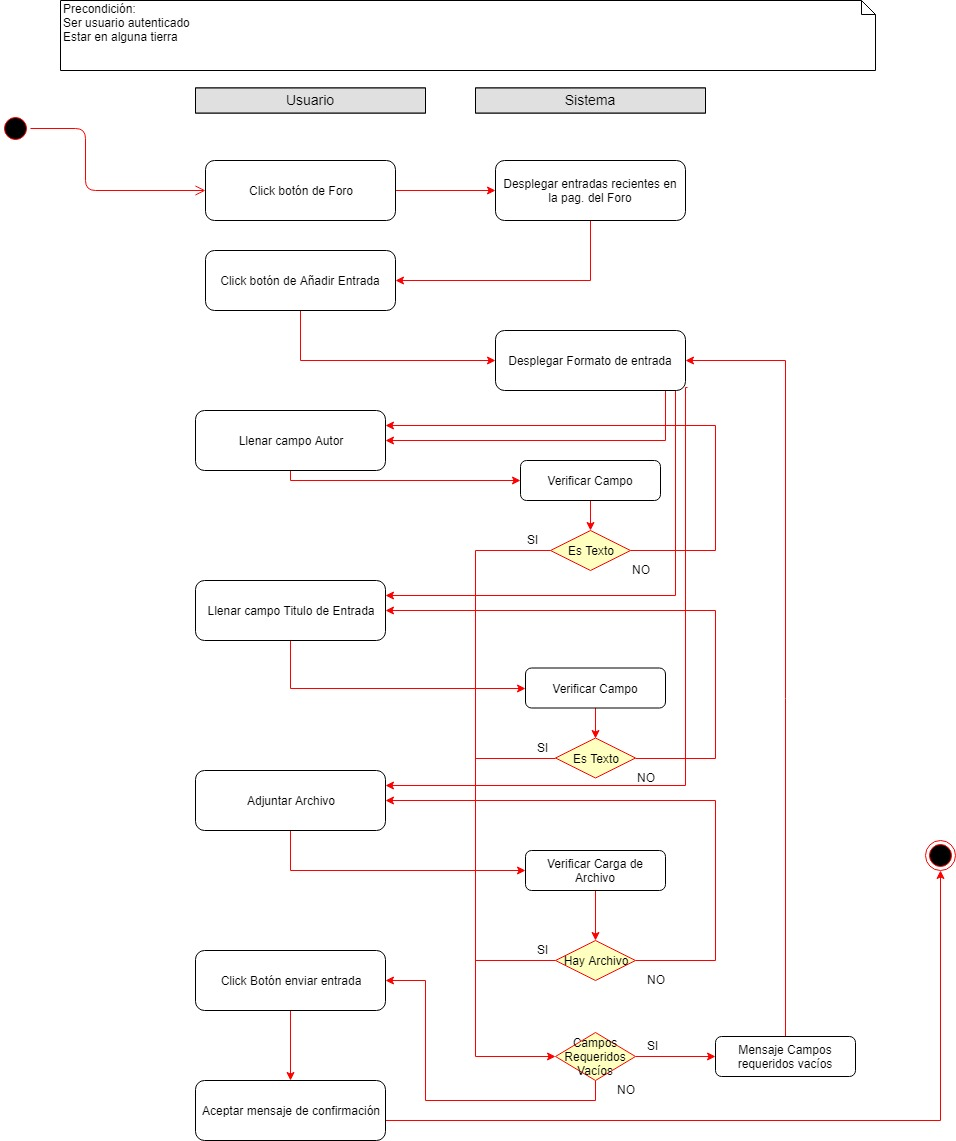 Precondición:
Ser usuario autenticado
Estar en alguna tierra
Usuario
Sistema
Click botón de Foro
Desplegar entradas recientes en
la pag. del Foro
Click botón de Añadir Entrada
Desplegar Formato de entrada
Llenar campo Autor
Verificar Campo
SI
Es Texto
NO
Llenar campo Titulo de Entrada
Verificar Campo
SI
Es Texto
NO
Adjuntar Archivo
Verificar Carga de
Archivo
SI
Hay Archivo
NO
Click Botón enviar entrada
Campos
Requeridos
Vacíos
SI
Mensaje Campos
requeridos vacíos
NO
Aceptar mensaje de confirmación